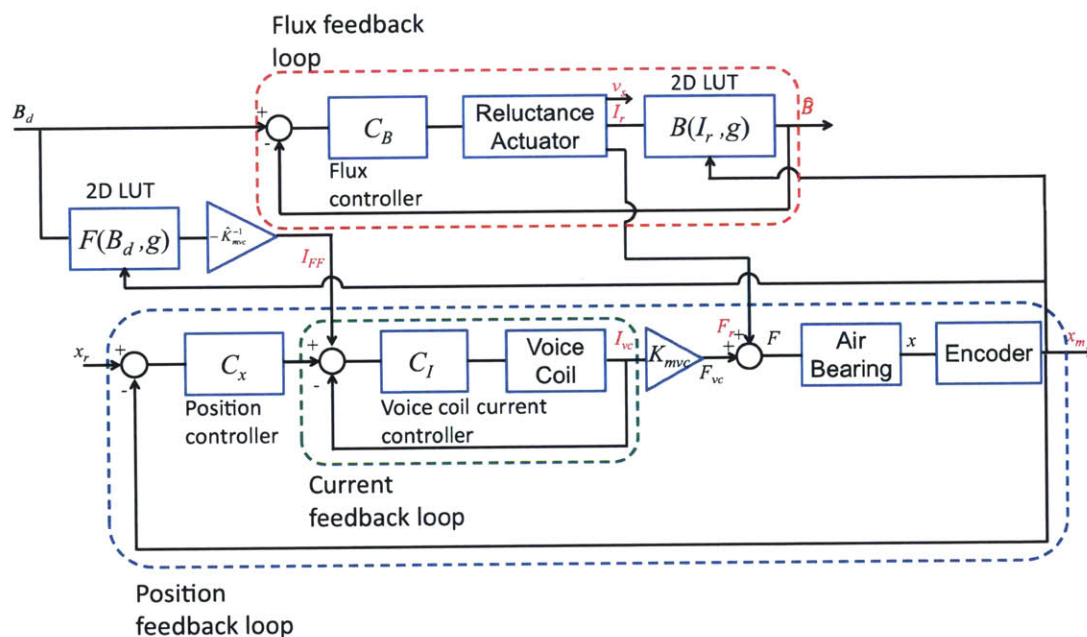 Flux feedback
loop
B_d
+
-
C_B
Flux
controller
Reluctance
Actuator
v_s
I_r
2D LUT
B(I_r,g)
B̂
2D LUT
F(B_d,g)
-K̂_mvc^-1
I_FF
x_r
+
-
C_x
Position
controller
+
-
C_I
Voice coil current
controller
Voice
Coil
I_vc
K_mvc
F_vc
F_r
+
+
F
Air
Bearing
x
Encoder
x_m
Current
feedback loop
Position
feedback loop